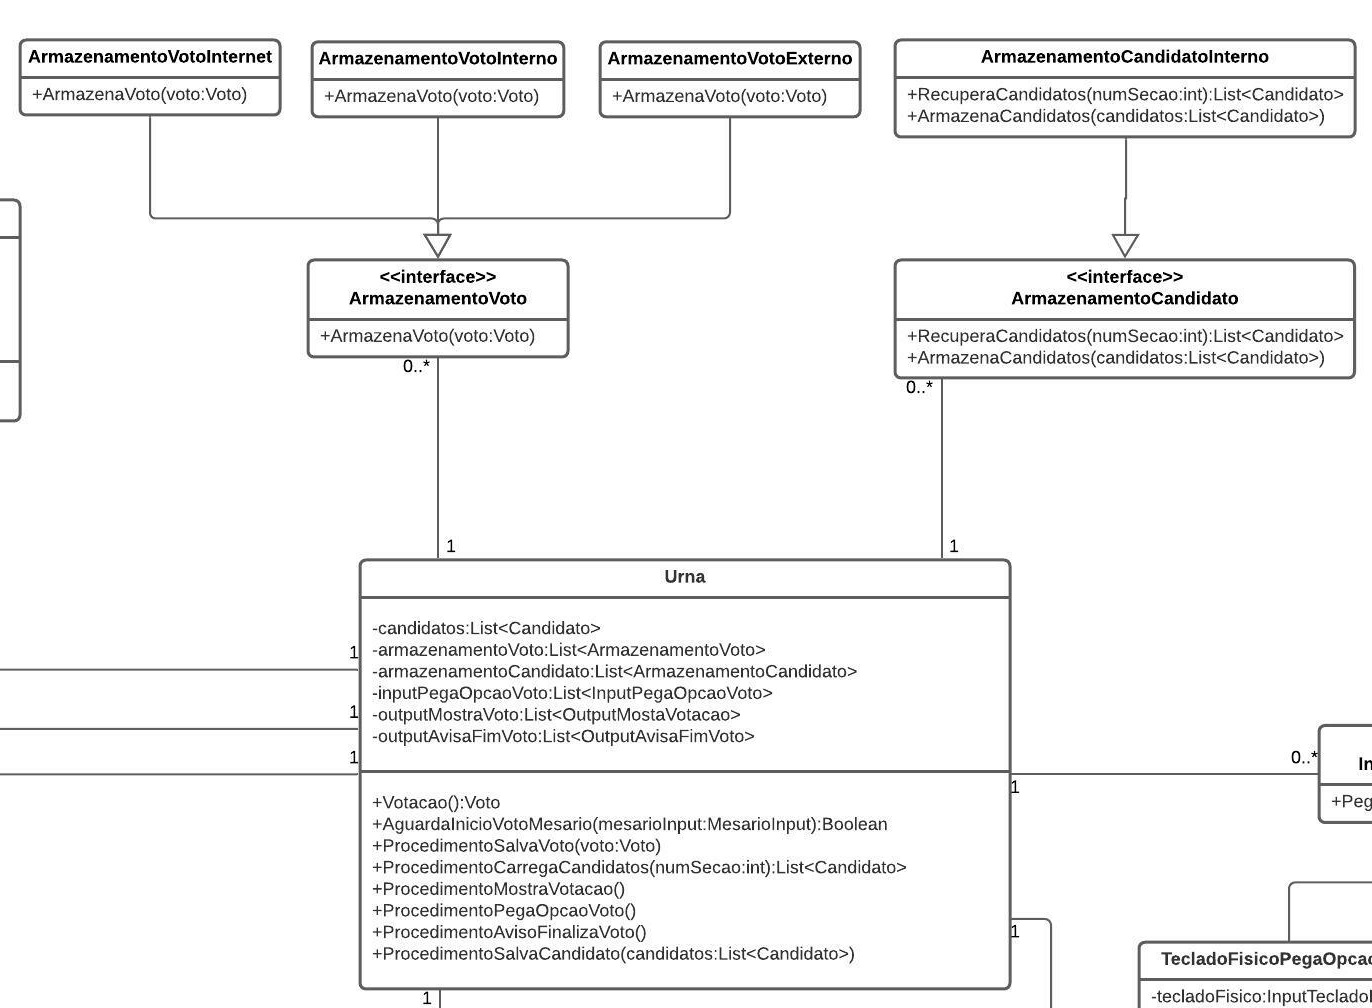 ArmazenamentoVotoInternet
+ArmazenaVoto(voto:Voto)
ArmazenamentoVotoInterno
+ArmazenaVoto(voto:Voto)
ArmazenamentoVotoExterno
+ArmazenaVoto(voto:Voto)
ArmazenamentoCandidatoInterno
+RecuperaCandidatos(numSecao:int):List<Candidato>
+ArmazenaCandidatos(candidatos:List<Candidato>)
<<interface>>
ArmazenamentoVoto
+ArmazenaVoto(voto:Voto)
0..*
<<interface>>
ArmazenamentoCandidato
+RecuperaCandidatos(numSecao:int):List<Candidato>
+ArmazenaCandidatos(candidatos:List<Candidato>)
0..*
1
1
Urna
-candidatos:List<Candidato>
-armazenamentoVoto:List<ArmazenamentoVoto>
-armazenamentoCandidato:List<ArmazenamentoCandidato>
-inputPegaOpcaoVoto:List<InputPegaOpcaoVoto>
-outputMostraVoto:List<OutputMostaVotacao>
-outputAvisaFimVoto:List<OutputAvisaFimVoto>
1
1
1
+Votacao():Voto
+AguardaInicioVotoMesario(mesarioInput:MesarioInput):Boolean
+ProcedimentoSalvaVoto(voto:Voto)
+ProcedimentoCarregaCandidatos(numSecao:int):List<Candidato>
+ProcedimentoMostraVotacao()
+ProcedimentoPegaOpcaoVoto()
+ProcedimentoAvisoFinalizaVoto()
+ProcedimentoSalvaCandidato(candidatos:List<Candidato>)
1
0..*
In
+Peg
1
1
TecladoFisicoPegaOpca
-tecladoFisico:InputTeclado